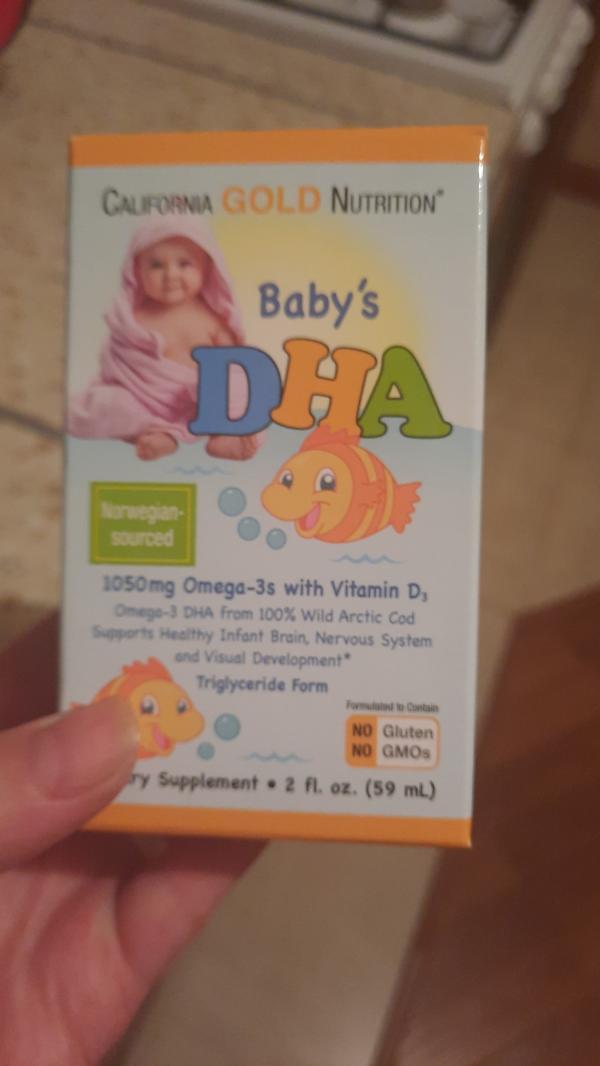 CALIFORNIA GOLD NUTRITION®
Baby's
DHA
Norwegian-
sourced
1050mg Omega-3s with Vitamin D₃
Omega-3 DHA from 100% Wild Arctic Cod
Supports Healthy Infant Brain, Nervous System
and Visual Development*
Triglyceride Form
Formulated to Contain
NO Gluten
NO GMOs
Supplement • 2 fl. oz. (59 mL)